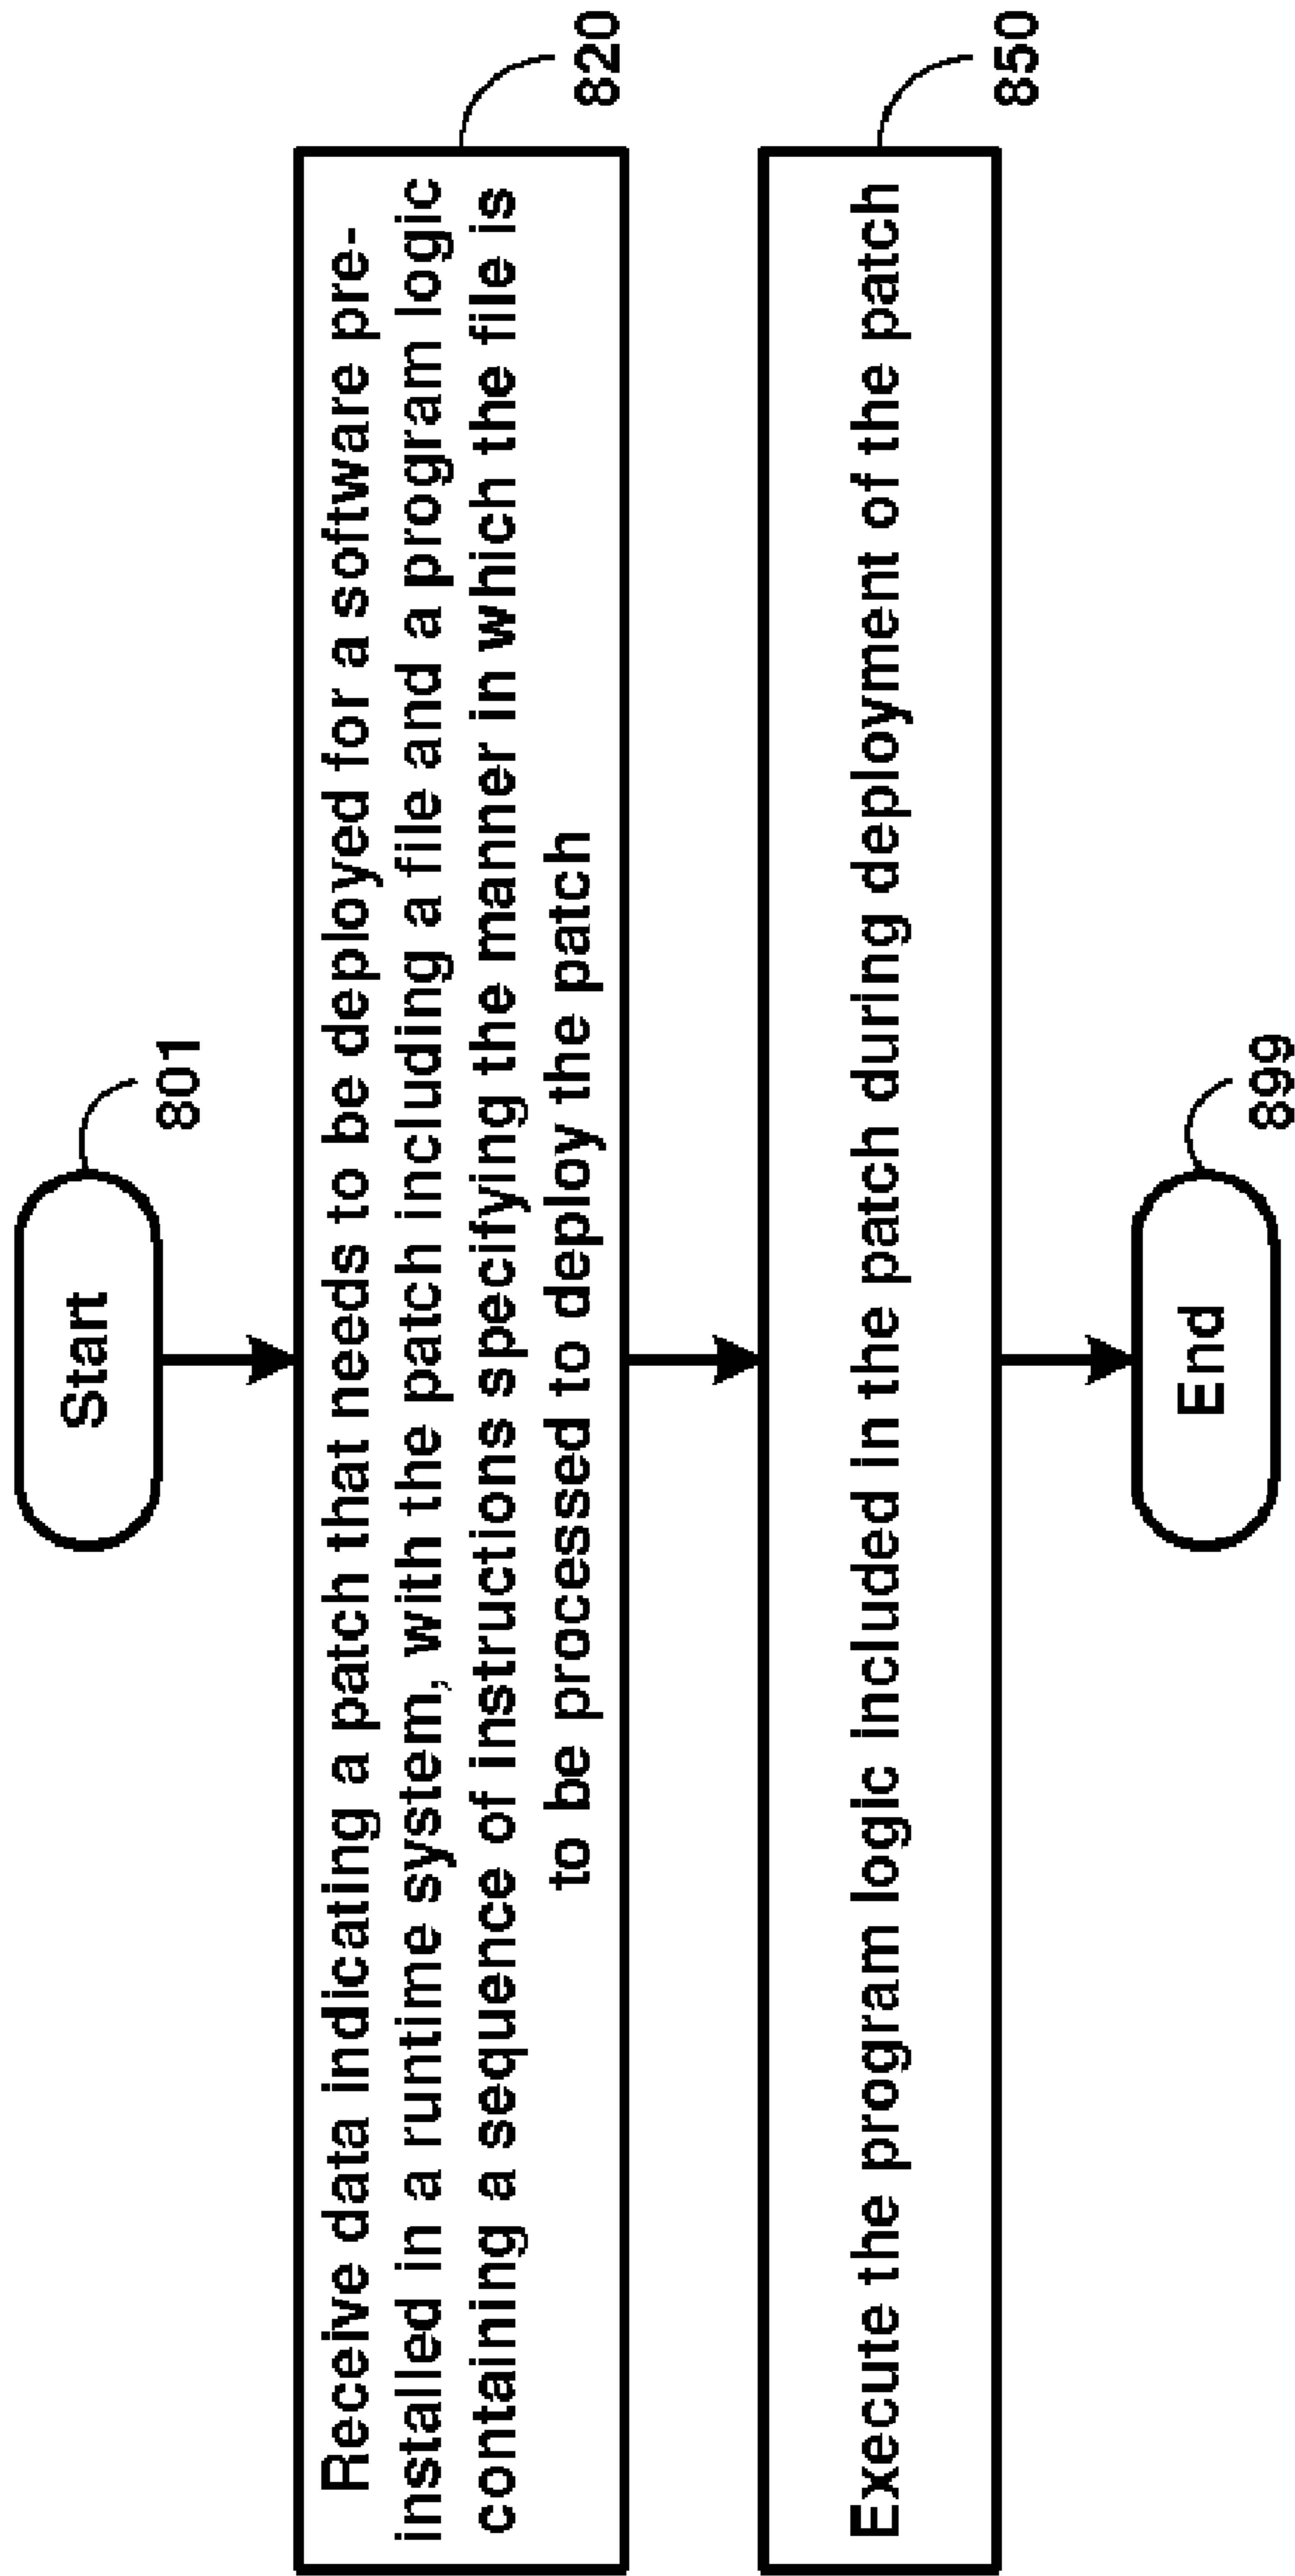 Start
801
Receive data indicating a patch that needs to be deployed for a software pre-
installed in a runtime system, with the patch including a file and a program logic
containing a sequence of instructions specifying the manner in which the file is
to be processed to deploy the patch
820
Execute the program logic included in the patch during deployment of the patch
850
End
899